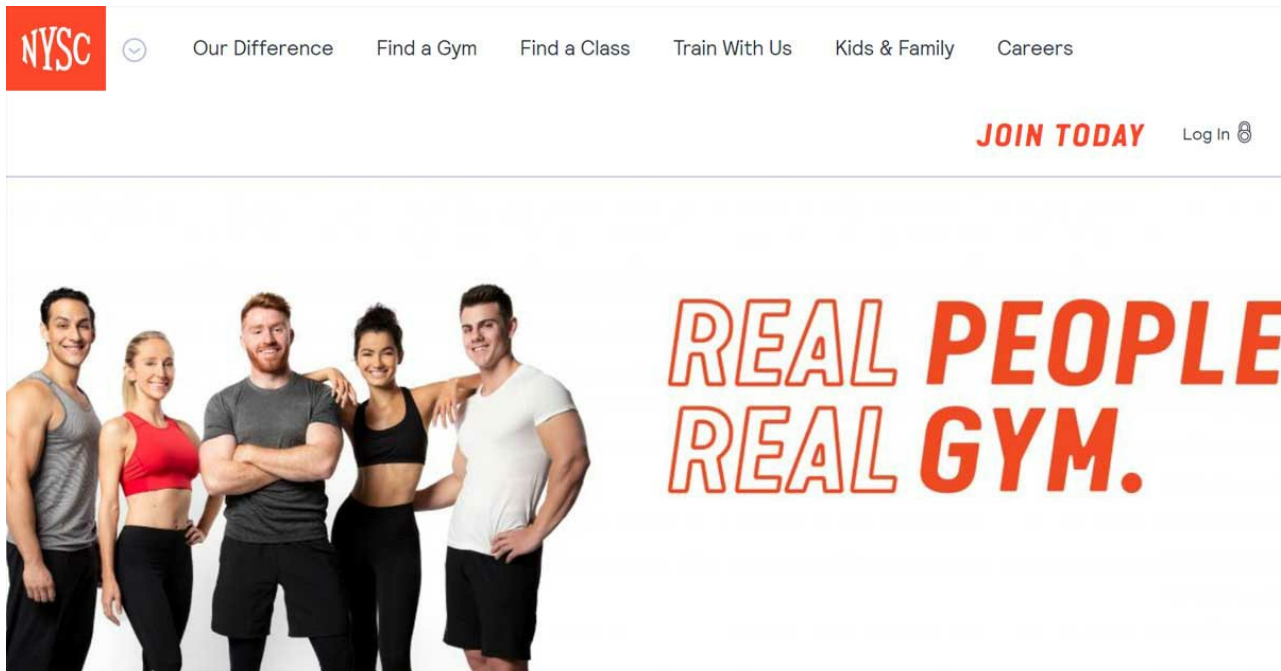 NYSC
Our Difference Find a Gym Find a Class Train With Us Kids & Family Careers
JOIN TODAY Log In
REAL PEOPLE
REAL GYM.